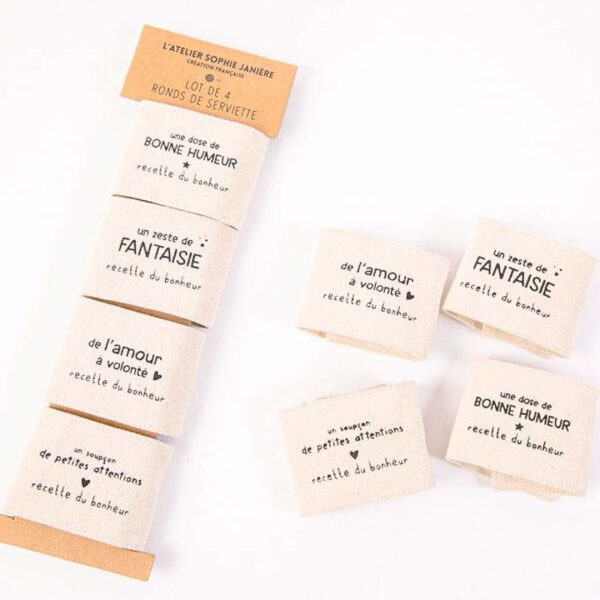 L'ATELIER SOPHIE JANIÈRE
CRÉATION FRANÇAISE
LOT DE 4
RONDS DE SERVIETTE
une dose de
BONNE HUMEUR
recette du bonheur
un zeste de
FANTAISIE
recette du bonheur
de l'amour
à volonté
recette du bonheur
un soupçon
de petites attentions
recette du bonheur
de l'amour
à volonté
recette du bonheur
un zeste de
FANTAISIE
recette du bonheur
un soupçon
de petites attentions
recette du bonheur
une dose de
BONNE HUMEUR
recette du bonheur